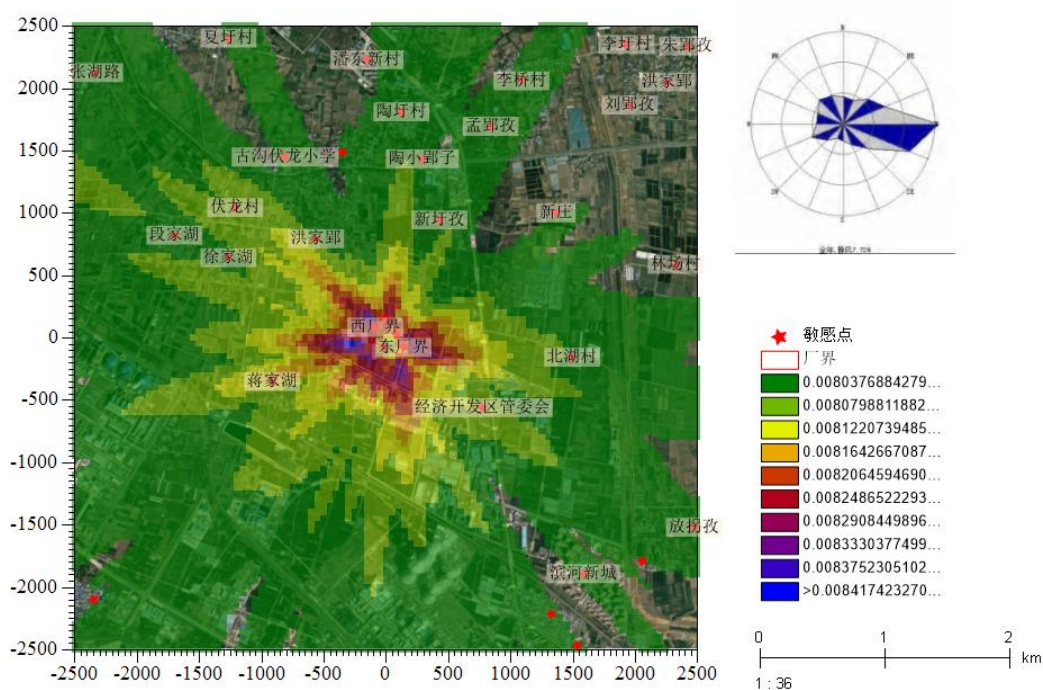 2500
2000
1500
1000
500
0
-500
-1000
-1500
-2000
-2500
-2500
-2000
-1500
-1000
-500
0
500
1000
1500
2000
2500
夏圩村
潘东新村
李圩村
朱郢孜
张湖路
李桥村
洪家郢
刘郢孜
陶圩村
孟郢孜
古沟伏龙小学
陶小郢子
伏龙村
新圩孜
新庄
段家湖
洪家郢
徐家湖
林场村
西厂界
东厂界
北湖村
蒋家湖
经济开发区管委会
放拐孜
滨河新城
敏感点
厂界
0.0080376884279...
0.0080798811882...
0.0081220739485...
0.0081642667087...
0.0082064594690...
0.0082486522293...
0.0082908449896...
0.0083330377499...
0.0083752305102...
>0.008417423270...
0
1
2
km
1 : 36